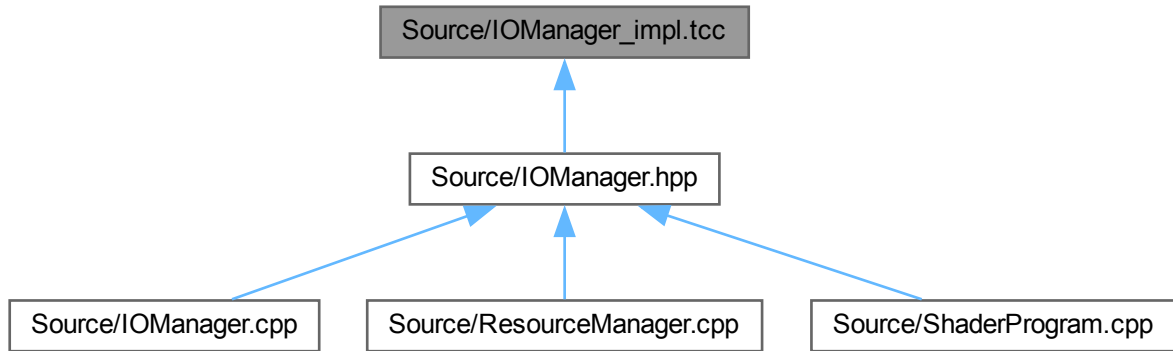 Source/IOManager_impl.tcc
Source/IOManager.hpp
Source/IOManager.cpp
Source/ResourceManager.cpp
Source/ShaderProgram.cpp